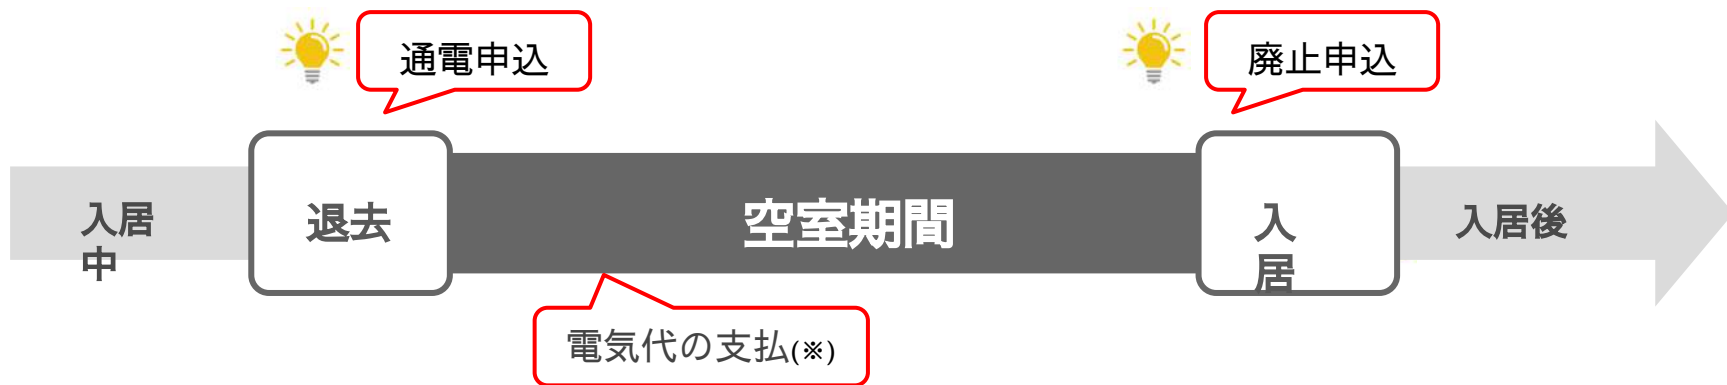 通電申込
廃止申込
入居
中
退去
空室期間
入
居
入居後
電気代の支払(※)